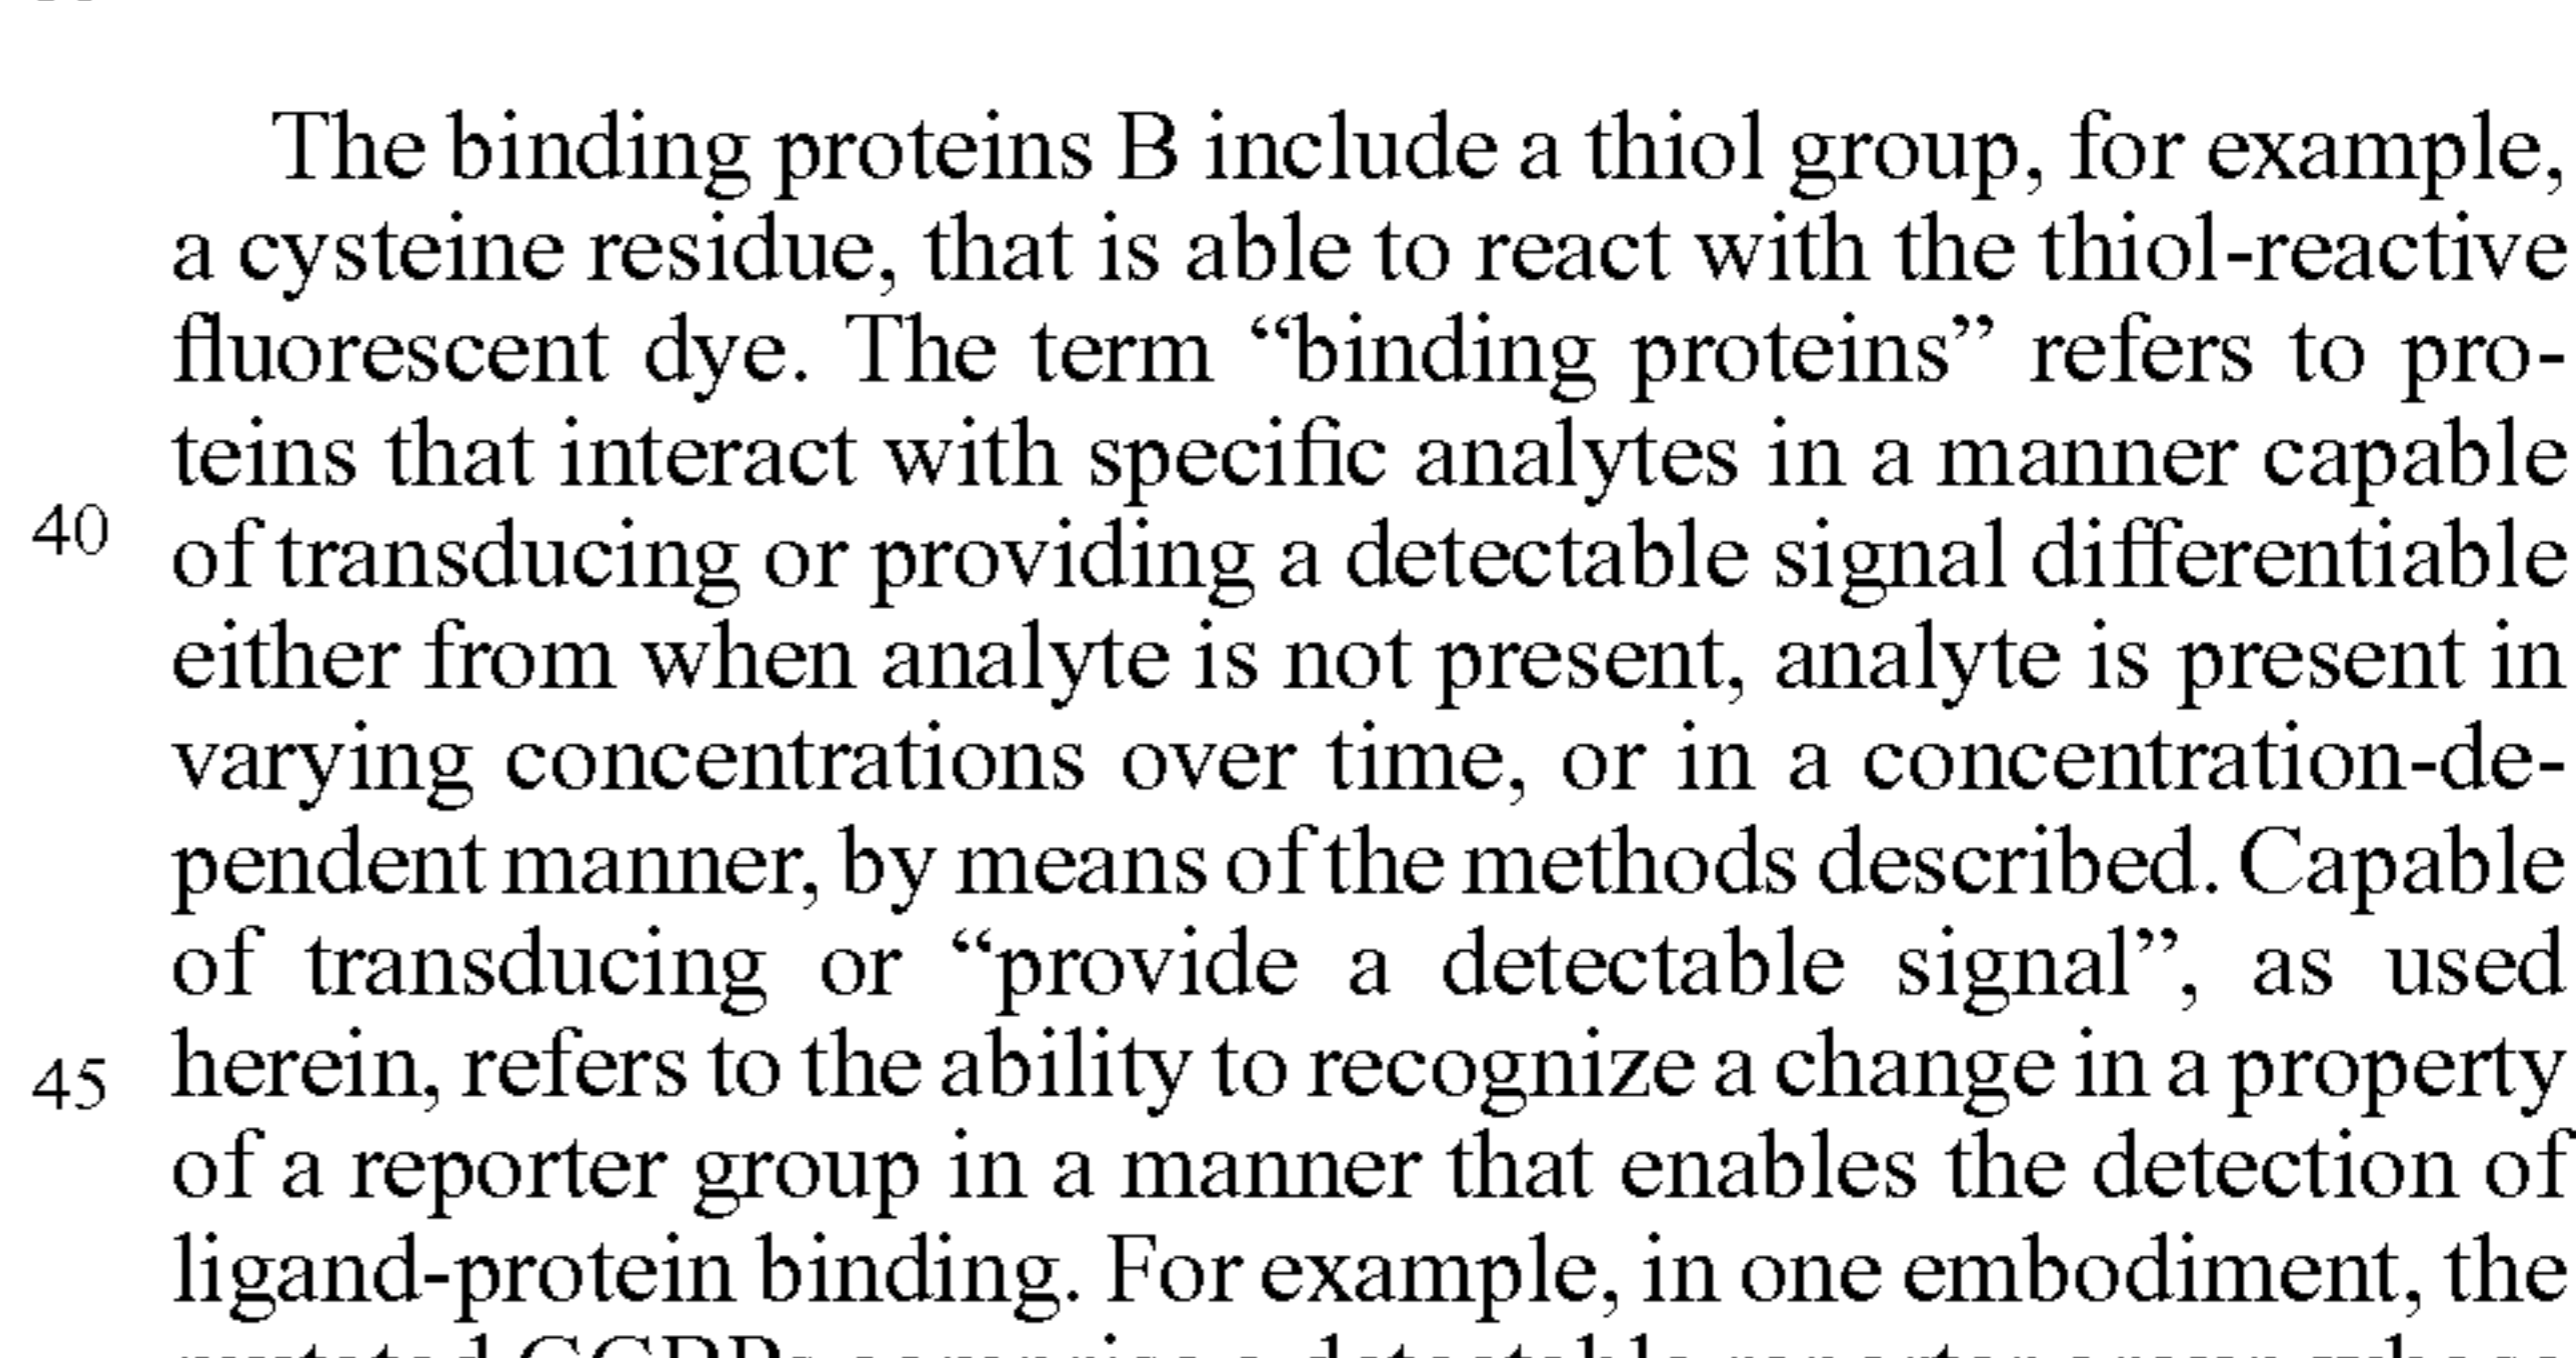 The binding proteins B include a thiol group, for example,
a cysteine residue, that is able to react with the thiol-reactive
fluorescent dye. The term “binding proteins” refers to pro-
teins that interact with specific analytes in a manner capable
40
of transducing or providing a detectable signal differentiable
either from when analyte is not present, analyte is present in
varying concentrations over time, or in a concentration-de-
pendent manner, by means of the methods described. Capable
of transducing or “provide a detectable signal”, as used
45 herein, refers to the ability to recognize a change in a property
of a reporter group in a manner that enables the detection of
ligand-protein binding. For example, in one embodiment, the